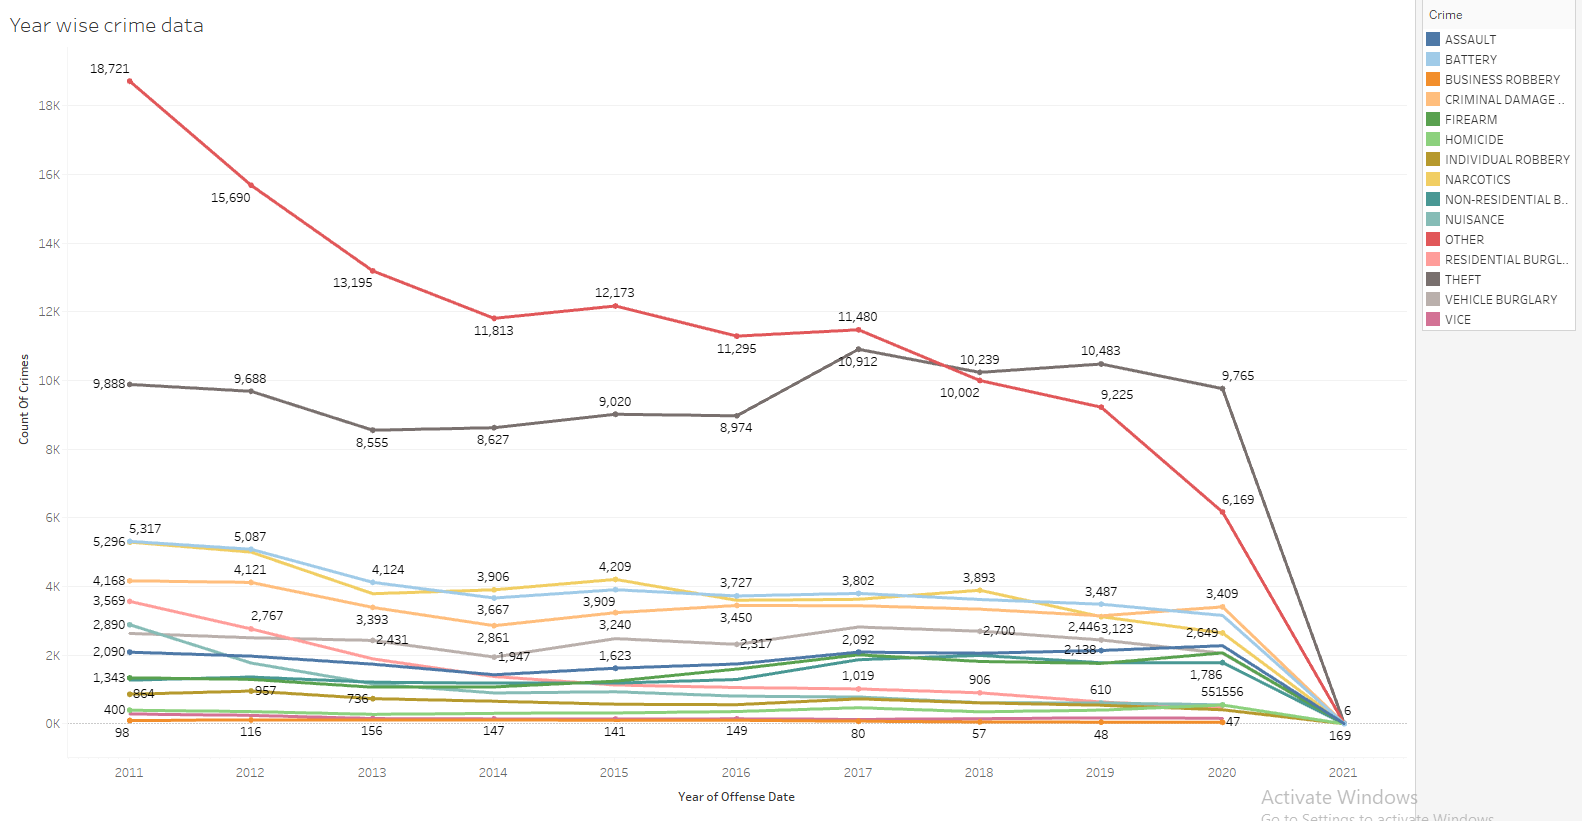 Year wise crime data
Crime
ASSAULT
BATTERY
BUSINESS ROBBERY
CRIMINAL DAMAGE ..
FIREARM
HOMICIDE
INDIVIDUAL ROBBERY
NARCOTICS
NON-RESIDENTIAL B..
NUISANCE
OTHER
RESIDENTIAL BURGL..
THEFT
VEHICLE BURGLARY
VICE
Count Of Crimes
18K
16K
14K
12K
10K
8K
6K
4K
2K
0K
18,721
15,690
13,195
11,813
12,173
11,295
11,480
10,002
9,225
6,169
9,888
9,688
8,555
8,627
9,020
8,974
10,912
10,239
10,483
9,765
5,317
5,296
5,087
4,124
3,906
4,209
3,727
3,802
3,893
3,487
3,409
4,168
4,121
3,393
3,667
3,909
3,450
3,123
2,649
3,569
2,767
2,861
3,240
2,890
2,431
1,947
2,317
2,700
2,446
2,090
1,623
2,092
2,138
1,786
1,343
1,019
906
610
551556
864
957
736
400
47
98
116
156
147
141
149
80
57
48
6
169
2011
2012
2013
2014
2015
2016
2017
2018
2019
2020
2021
Year of Offense Date
Activate Windows
Go to Settings to activate Windows